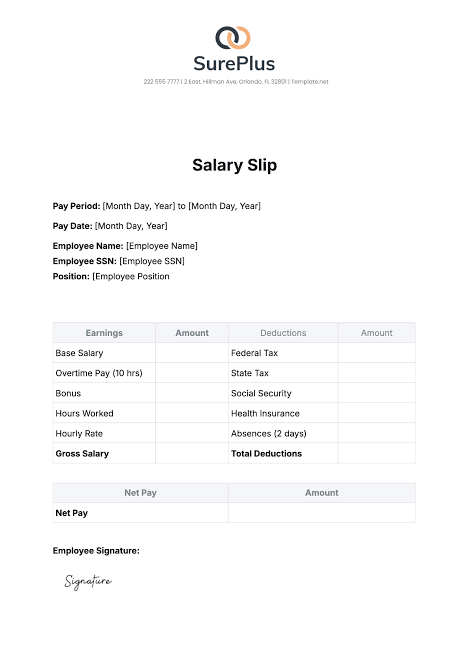 SurePlus
222 555 7777 | 2 East, Hillman Ave, Orlando, FL 32801 | Template.net
Salary Slip
Pay Period: [Month Day, Year] to [Month Day, Year]
Pay Date: [Month Day, Year]
Employee Name: [Employee Name]
Employee SSN: [Employee SSN]
Position: [Employee Position
Earnings Amount Deductions Amount
Base Salary Federal Tax
Overtime Pay (10 hrs) State Tax
Bonus Social Security
Hours Worked Health Insurance
Hourly Rate Absences (2 days)
Gross Salary Total Deductions
Net Pay Amount
Net Pay
Employee Signature:
Signature